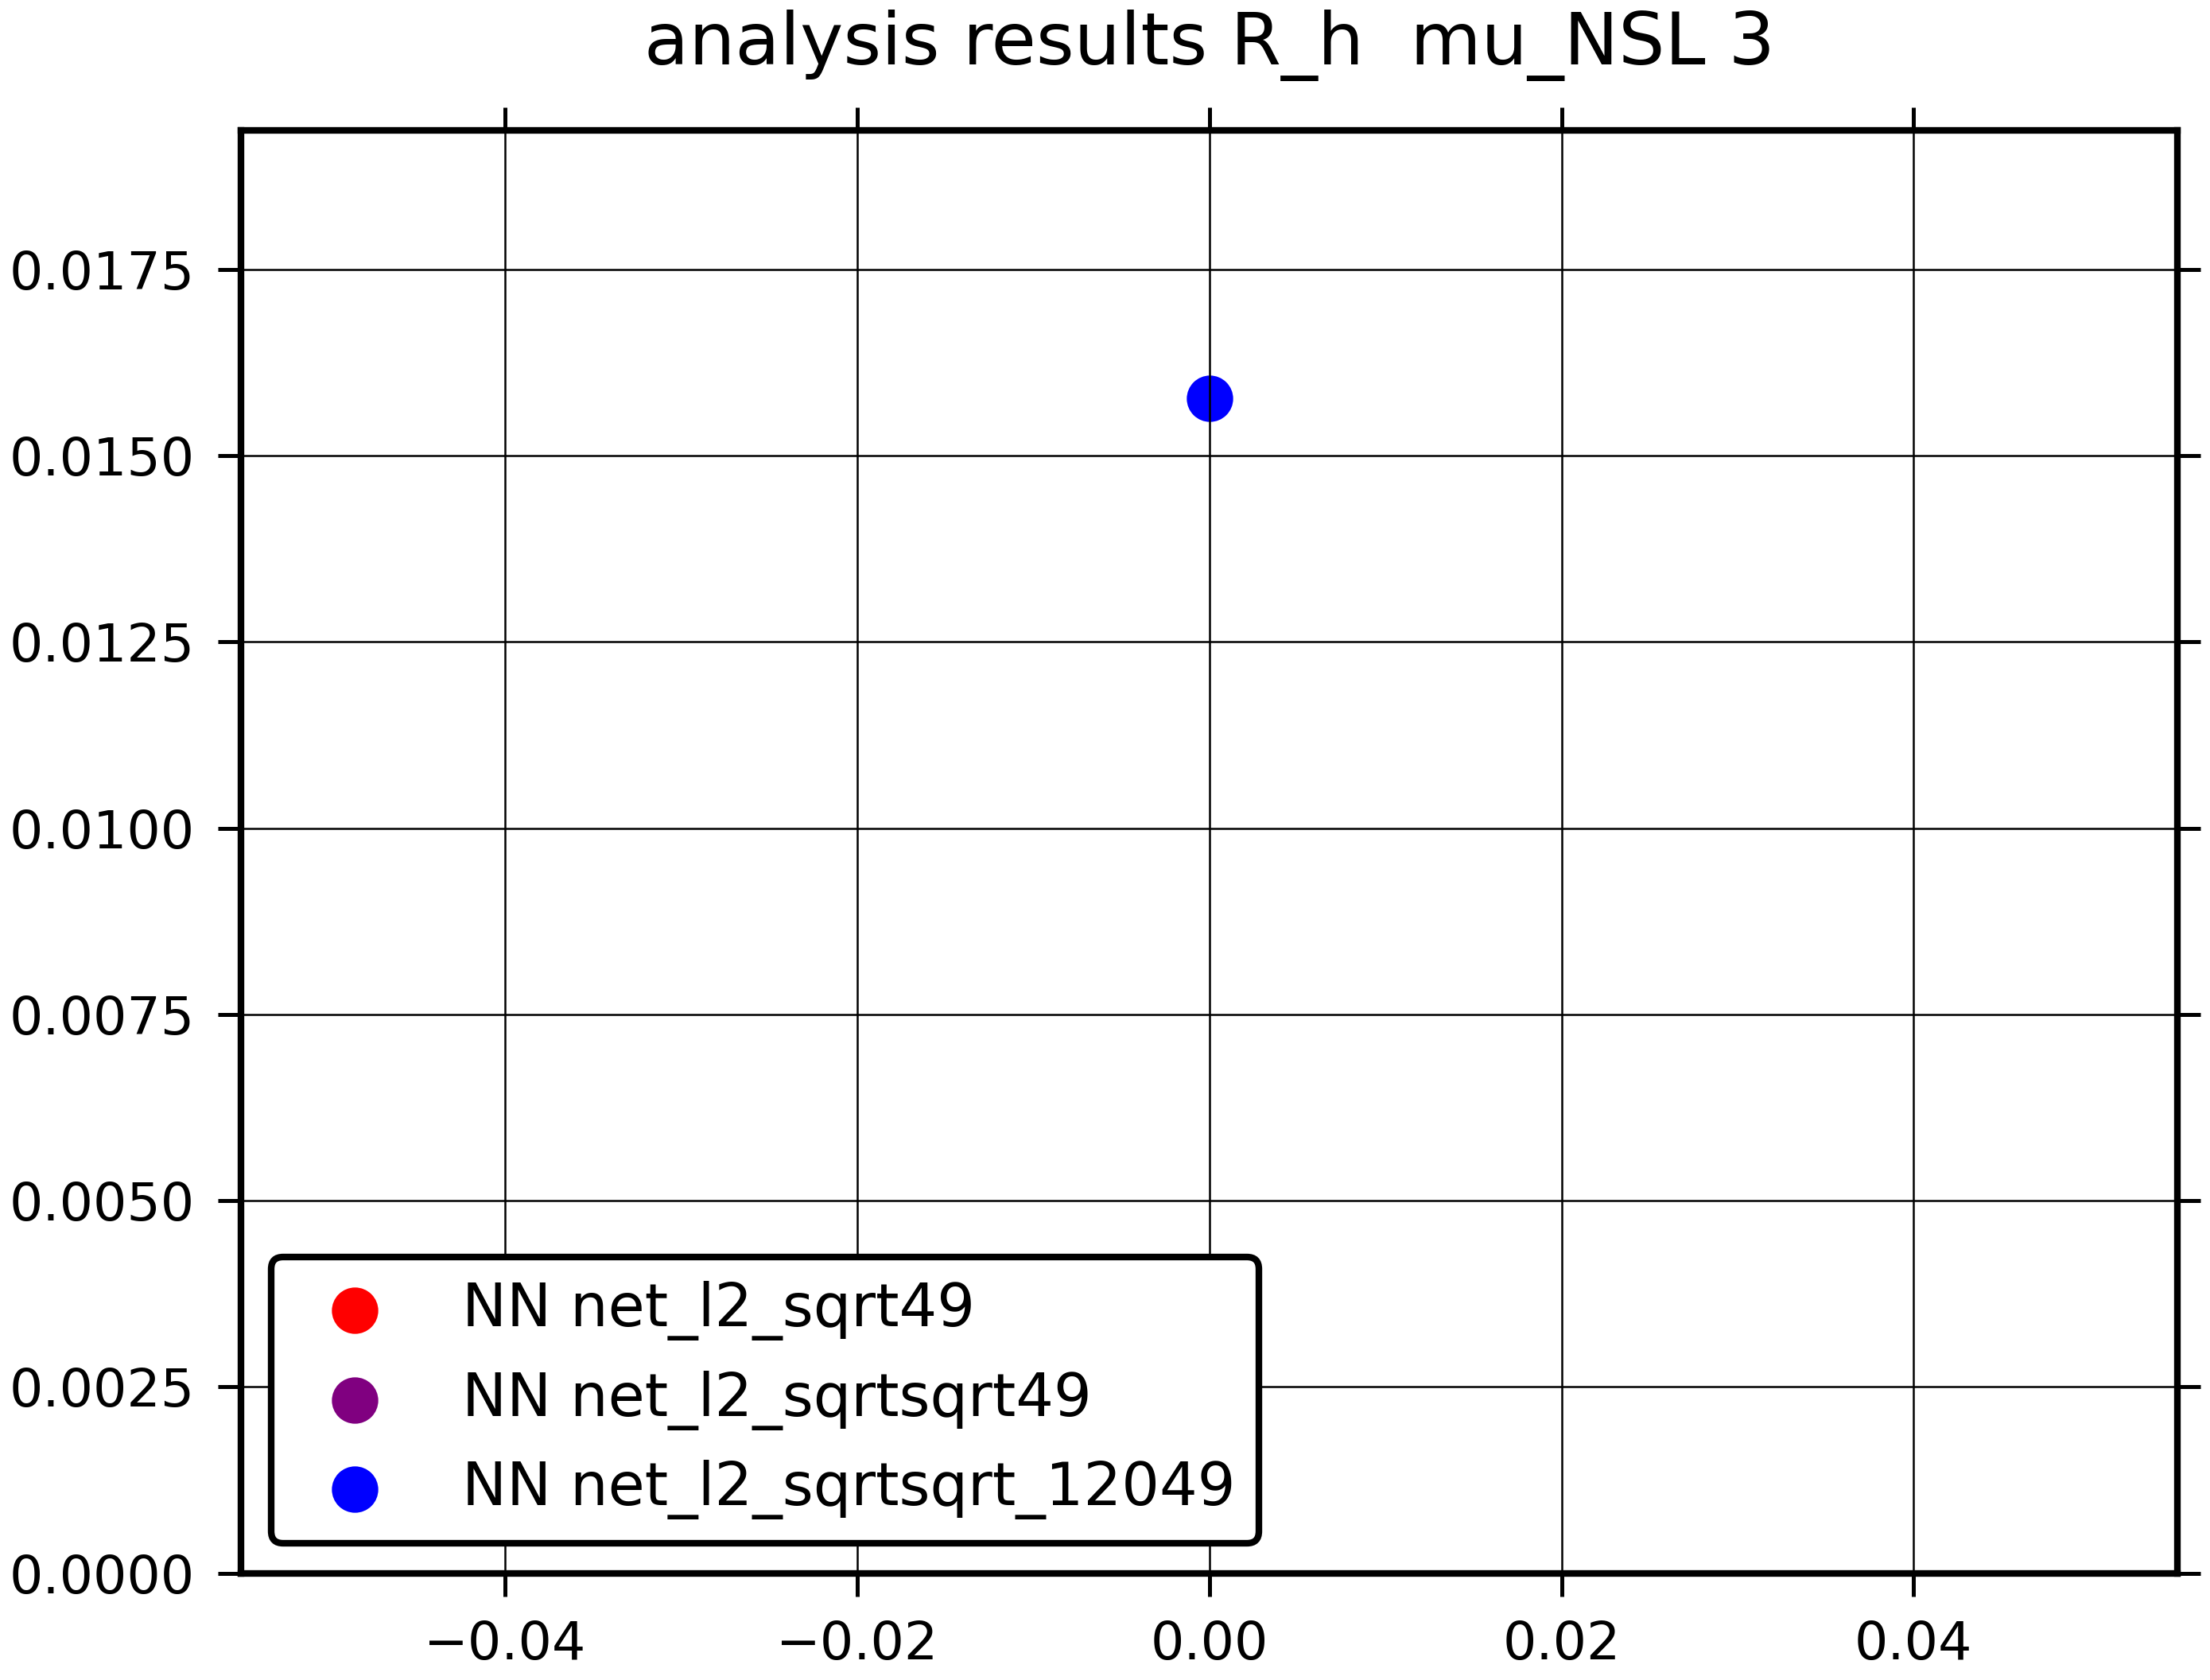 analysis results R_h  mu_NSL 3
0.0175
0.0150
0.0125
0.0100
0.0075
0.0050
0.0025
0.0000
NN net_l2_sqrt49
NN net_l2_sqrtsqrt49
NN net_l2_sqrtsqrt_12049
−0.04 −0.02 0.00 0.02 0.04